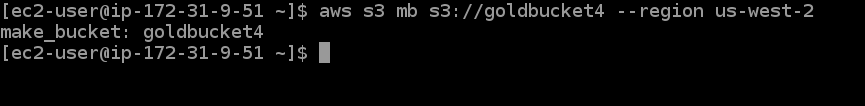 [ec2-user@ip-172-31-9-51 ~]$ aws s3 mb s3://goldbucket4 --region us-west-2
make_bucket: goldbucket4
[ec2-user@ip-172-31-9-51 ~]$